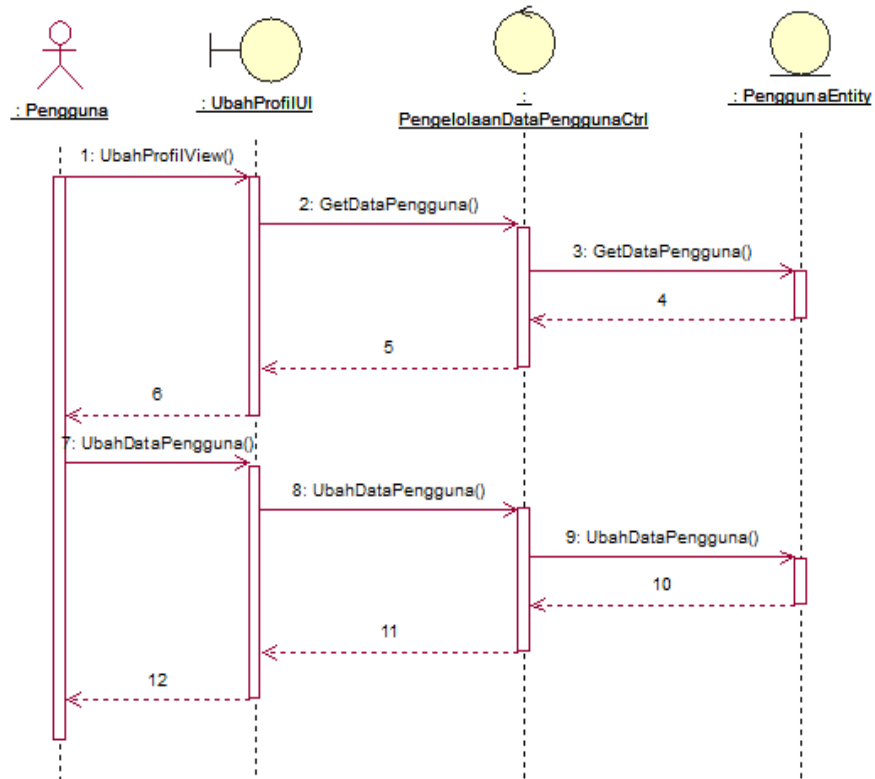 : Pengguna
: UbahProfilUI
:
PengelolaanDataPenggunaCtrl
: PenggunaEntity
1: UbahProfilView()
2: GetDataPengguna()
3: GetDataPengguna()
4
5
6
7: UbahDataPengguna()
8: UbahDataPengguna()
9: UbahDataPengguna()
10
11
12